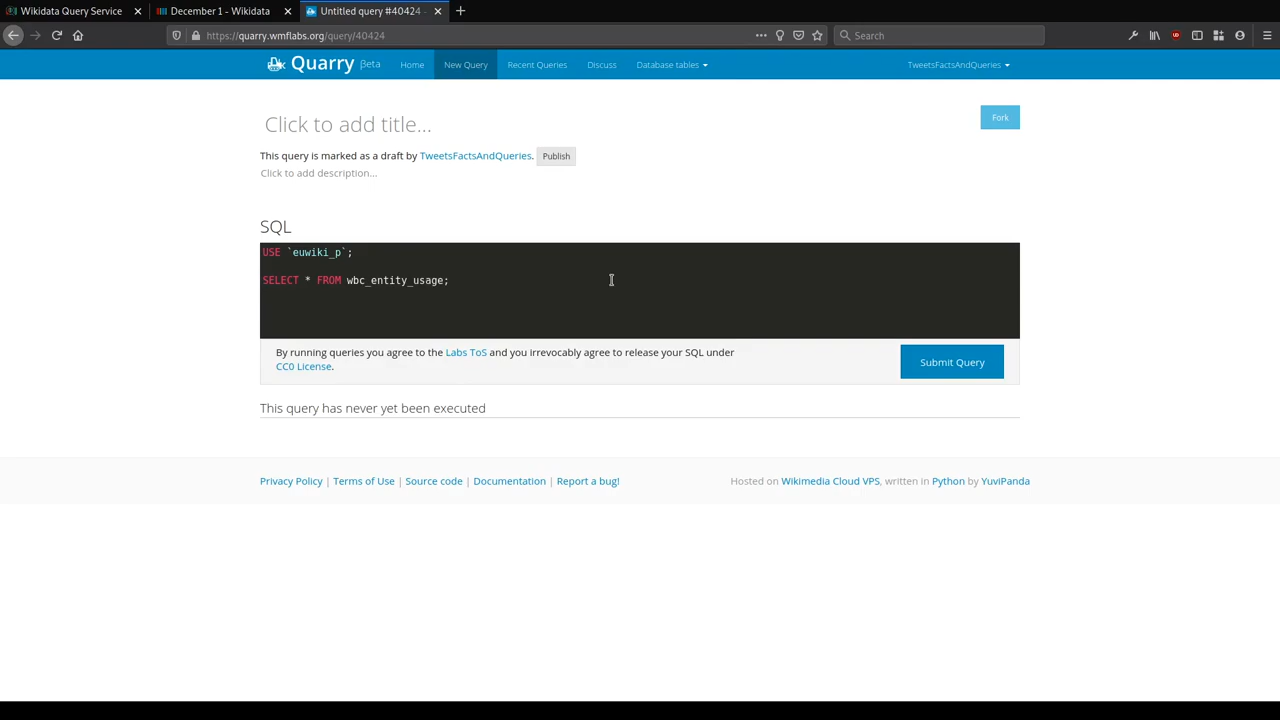 Wikidata Query Service
December 1 - Wikidata
Untitled query #40424 -
https://quarry.wmflabs.org/query/40424
Search
Quarry βeta
Home
New Query
Recent Queries
Discuss
Database tables
TweetsFactsAndQueries
Click to add title...
Fork
This query is marked as a draft by TweetsFactsAndQueries. Publish
Click to add description...
SQL
USE `euwiki_p`;
SELECT * FROM wbc_entity_usage;
By running queries you agree to the Labs ToS and you irrevocably agree to release your SQL under
CC0 License.
Submit Query
This query has never yet been executed
Privacy Policy | Terms of Use | Source code | Documentation | Report a bug!
Hosted on Wikimedia Cloud VPS, written in Python by YuviPanda